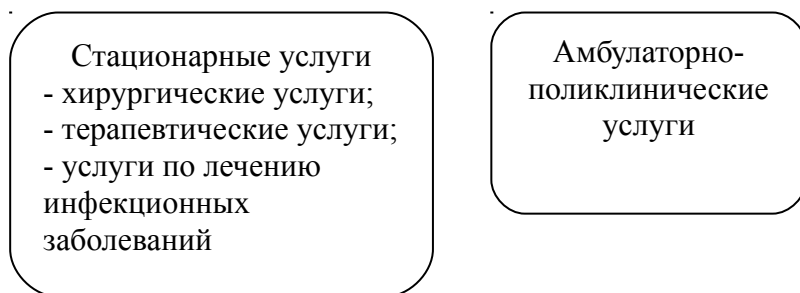 Стационарные услуги
- хирургические услуги;
- терапевтические услуги;
- услуги по лечению
инфекционных
заболеваний
Амбулаторно-
поликлинические
услуги